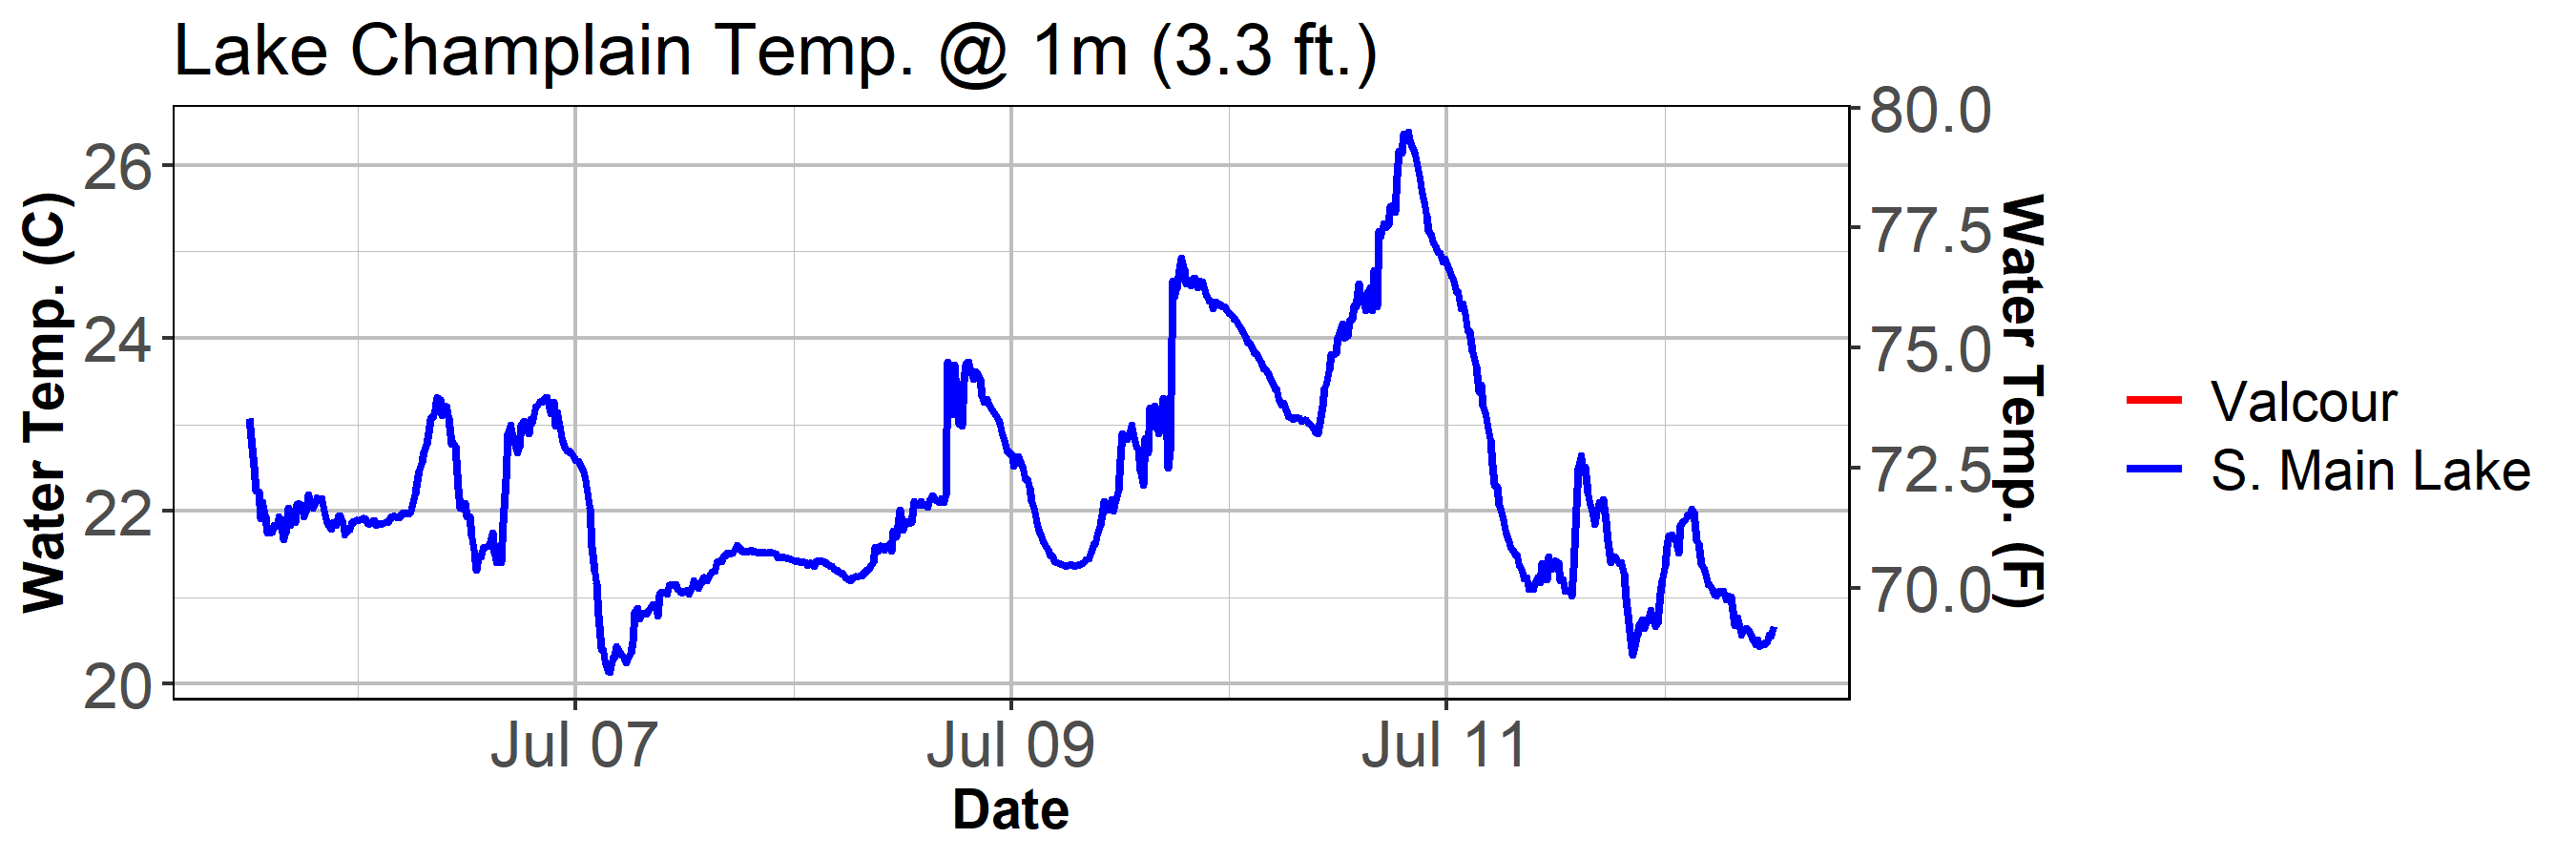 Lake Champlain Temp. @ 1m (3.3 ft.)
Water Temp. (C)
26
24
22
20
80.0
77.5
75.0
72.5
70.0
Water Temp. (F)
Jul 07
Jul 09
Jul 11
Date
Valcour
S. Main Lake